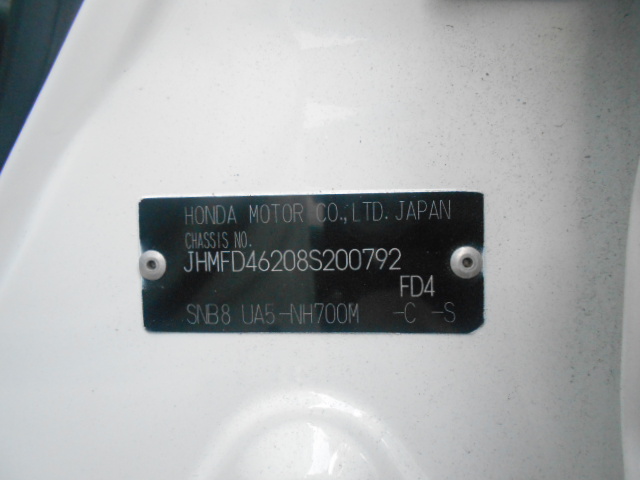 HONDA MOTOR CO.,LTD. JAPAN
CHASSIS NO.
JHMFD46208S200792
FD4
SNB8 UA5-NH700M -C -S